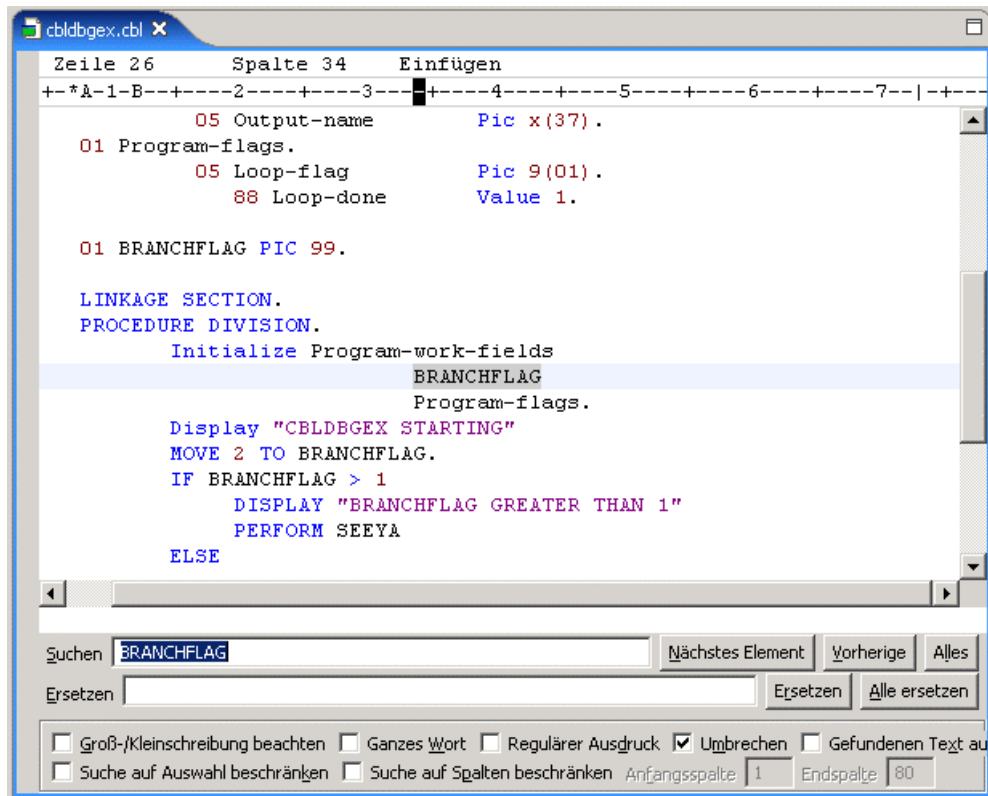 cbldbgex.cbl
Zeile 26 Spalte 34 Einfügen
+-*A-1-B--+----2----+----3----+----4----+----5----+----6----+----7--|-+---
05 Output-name Pic x(37).
01 Program-flags.
05 Loop-flag Pic 9(01).
88 Loop-done Value 1.
01 BRANCHFLAG PIC 99.
LINKAGE SECTION.
PROCEDURE DIVISION.
Initialize Program-work-fields
BRANCHFLAG
Program-flags.
Display "CBLDBGEX STARTING"
MOVE 2 TO BRANCHFLAG.
IF BRANCHFLAG > 1
DISPLAY "BRANCHFLAG GREATER THAN 1"
PERFORM SEEYA
ELSE
Suchen BRANCHFLAG Nächstes Element Vorherige Alles
Ersetzen Ersetzen Alle ersetzen
Groß-/Kleinschreibung beachten Ganzes Wort Regulärer Ausdruck Umbrechen Gefundenen Text au
Suche auf Auswahl beschränken Suche auf Spalten beschränken Anfangsspalte 1 Endspalte 80